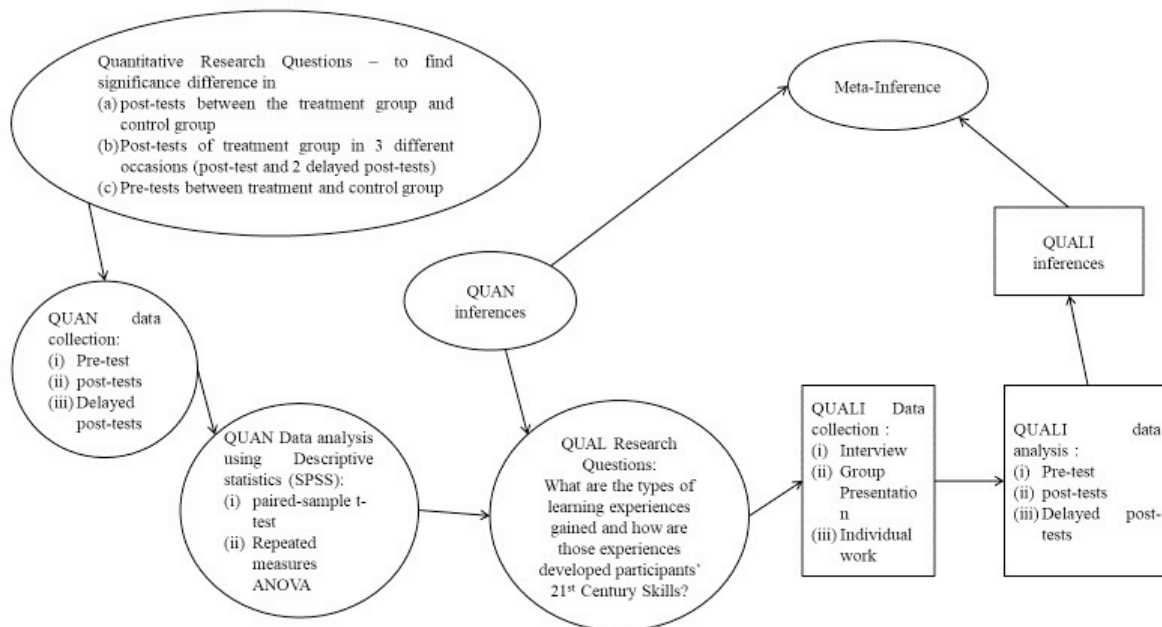 Quantitative Research Questions – to find
significance difference in
(a) post-tests between the treatment group and
control group
(b) Post-tests of treatment group in 3 different
occasions (post-test and 2 delayed post-tests)
(c) Pre-tests between treatment and control group
Meta-Inference
QUAN data
collection:
(i) Pre-test
(ii) post-tests
(iii) Delayed
post-tests
QUAN Data analysis
using Descriptive
statistics (SPSS):
(i) paired-sample t-
test
(ii) Repeated
measures
ANOVA
QUAN
inferences
QUAL Research
Questions:
What are the types of
learning experiences
gained and how are
those experiences
developed participants’
21st Century Skills?
QUALI Data
collection :
(i) Interview
(ii) Group
Presentatio
n
(iii) Individual
work
QUALI data
analysis :
(i) Pre-test
(ii) post-tests
(iii) Delayed post-
tests
QUALI
inferences